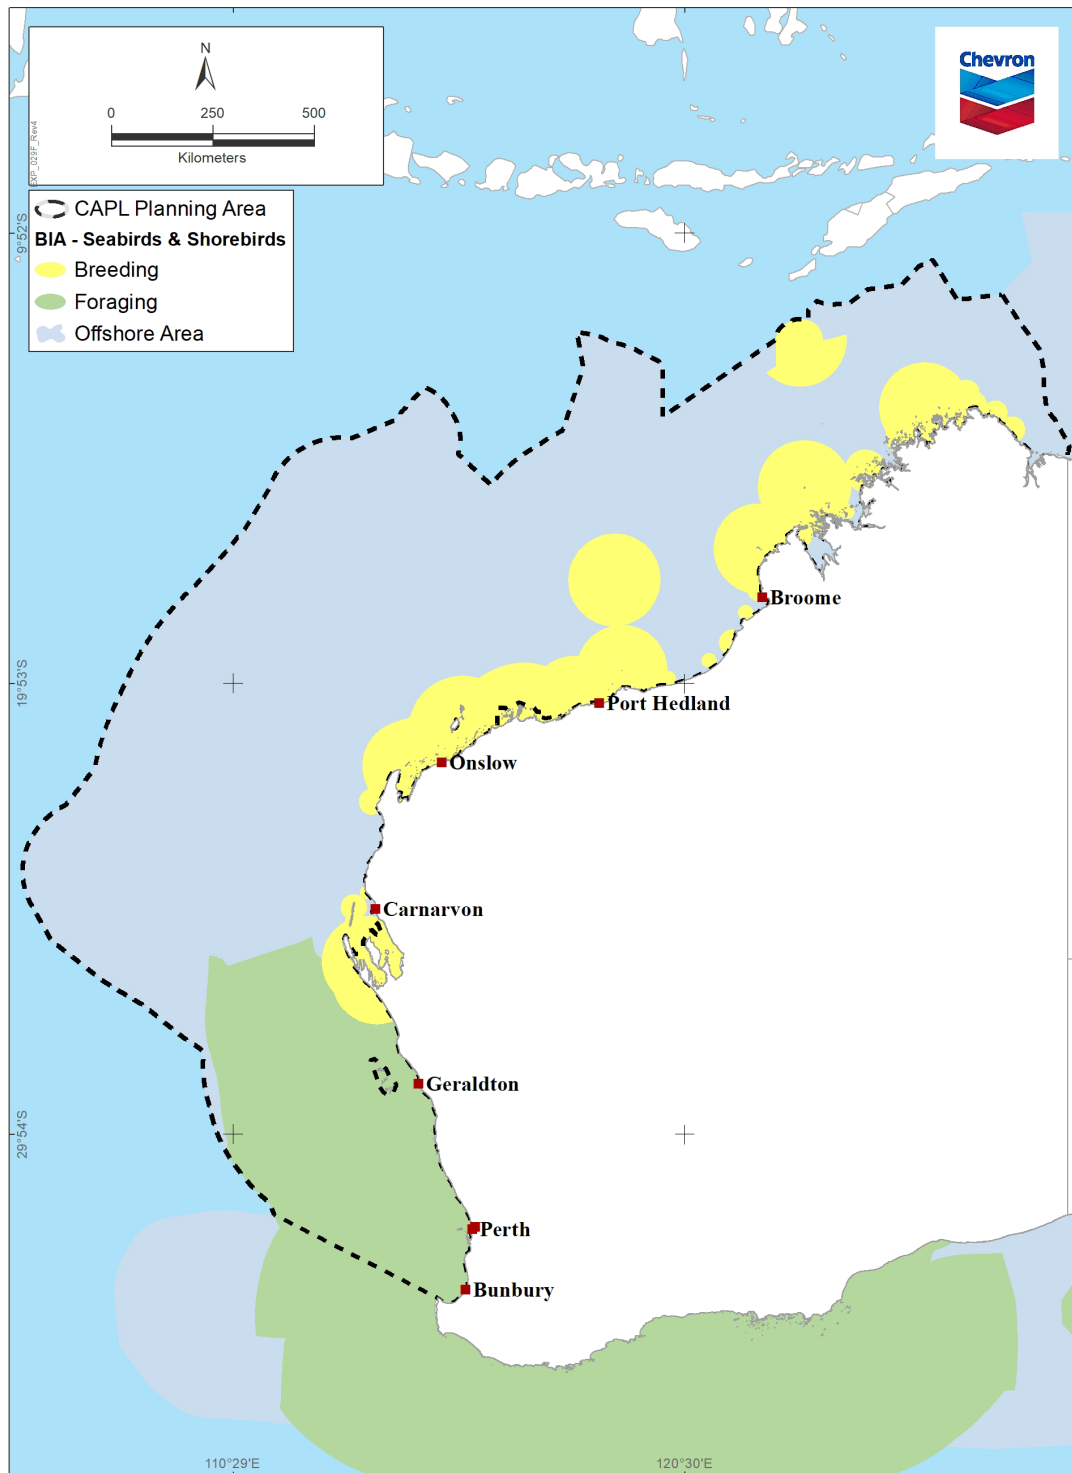 N
0 250 500
Kilometers
EXP_029F_Rev4
Chevron
CAPL Planning Area
BIA - Seabirds & Shorebirds
Breeding
Foraging
Offshore Area
9°52'S
Broome
19°53'S
Port Hedland
Onslow
Carnarvon
Geraldton
29°54'S
Perth
Bunbury
110°29'E
120°30'E